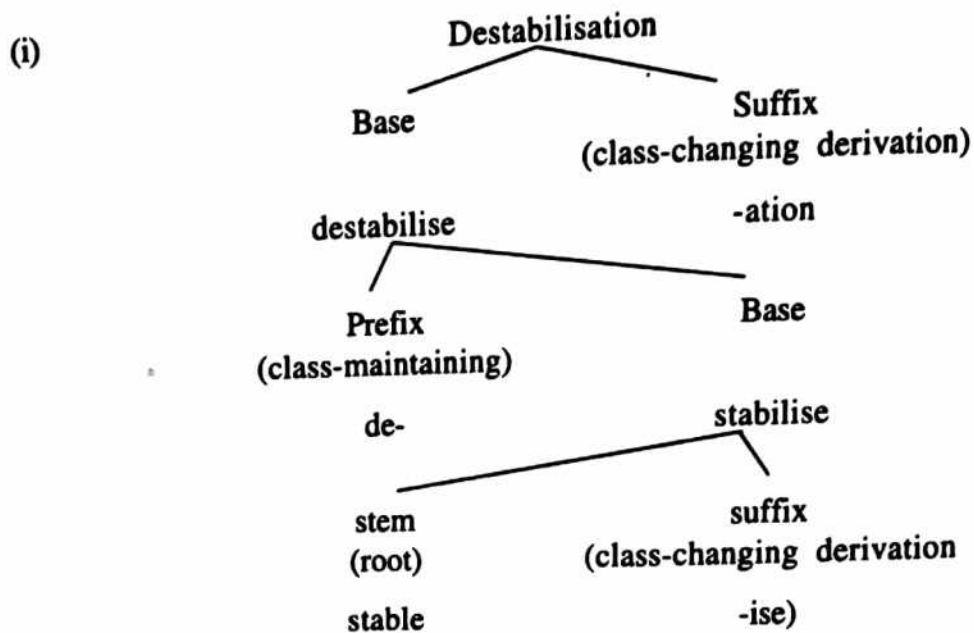 (i)
Destabilisation
Base
Suffix
(class-changing derivation)
-ation
destabilise
Prefix
(class-maintaining)
Base
de-
stabilise
stem
(root)
suffix
(class-changing derivation
stable
-ise)